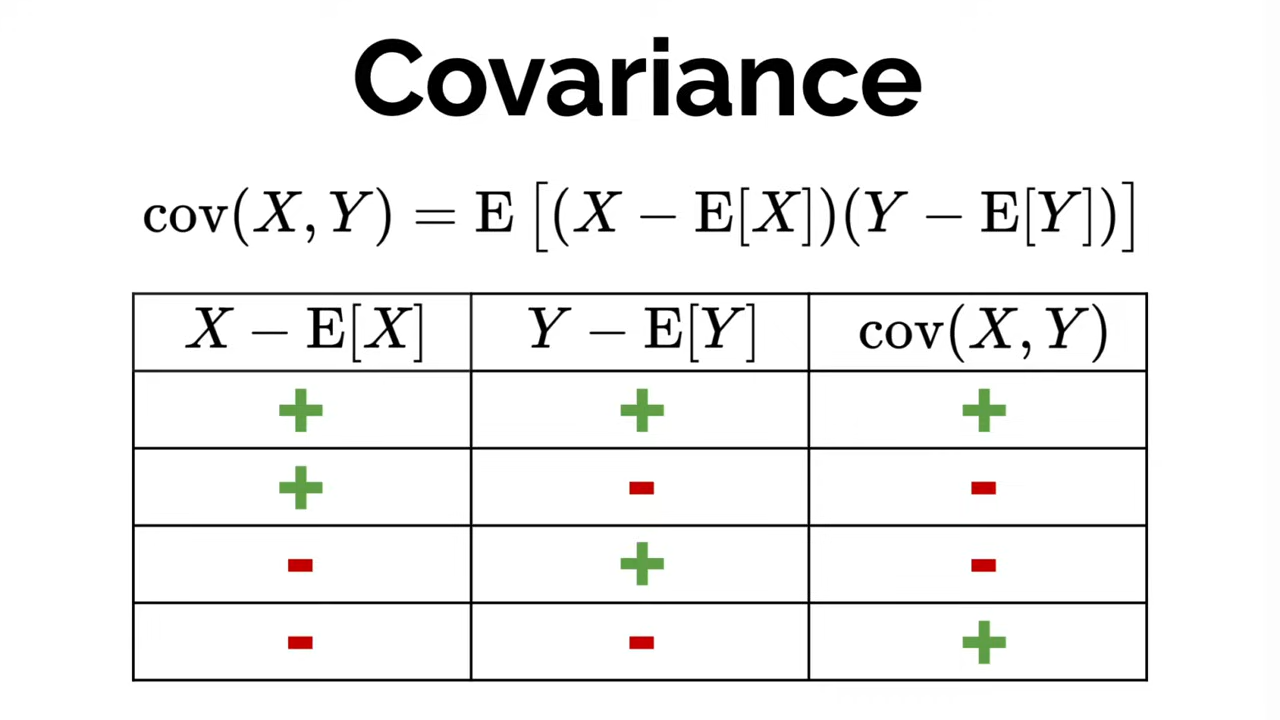 Covariance
cov(X, Y) = E [(X − E[X])(Y − E[Y])]
X − E[X] Y − E[Y] cov(X, Y)
+ + +
+ - -
- + -
- - +